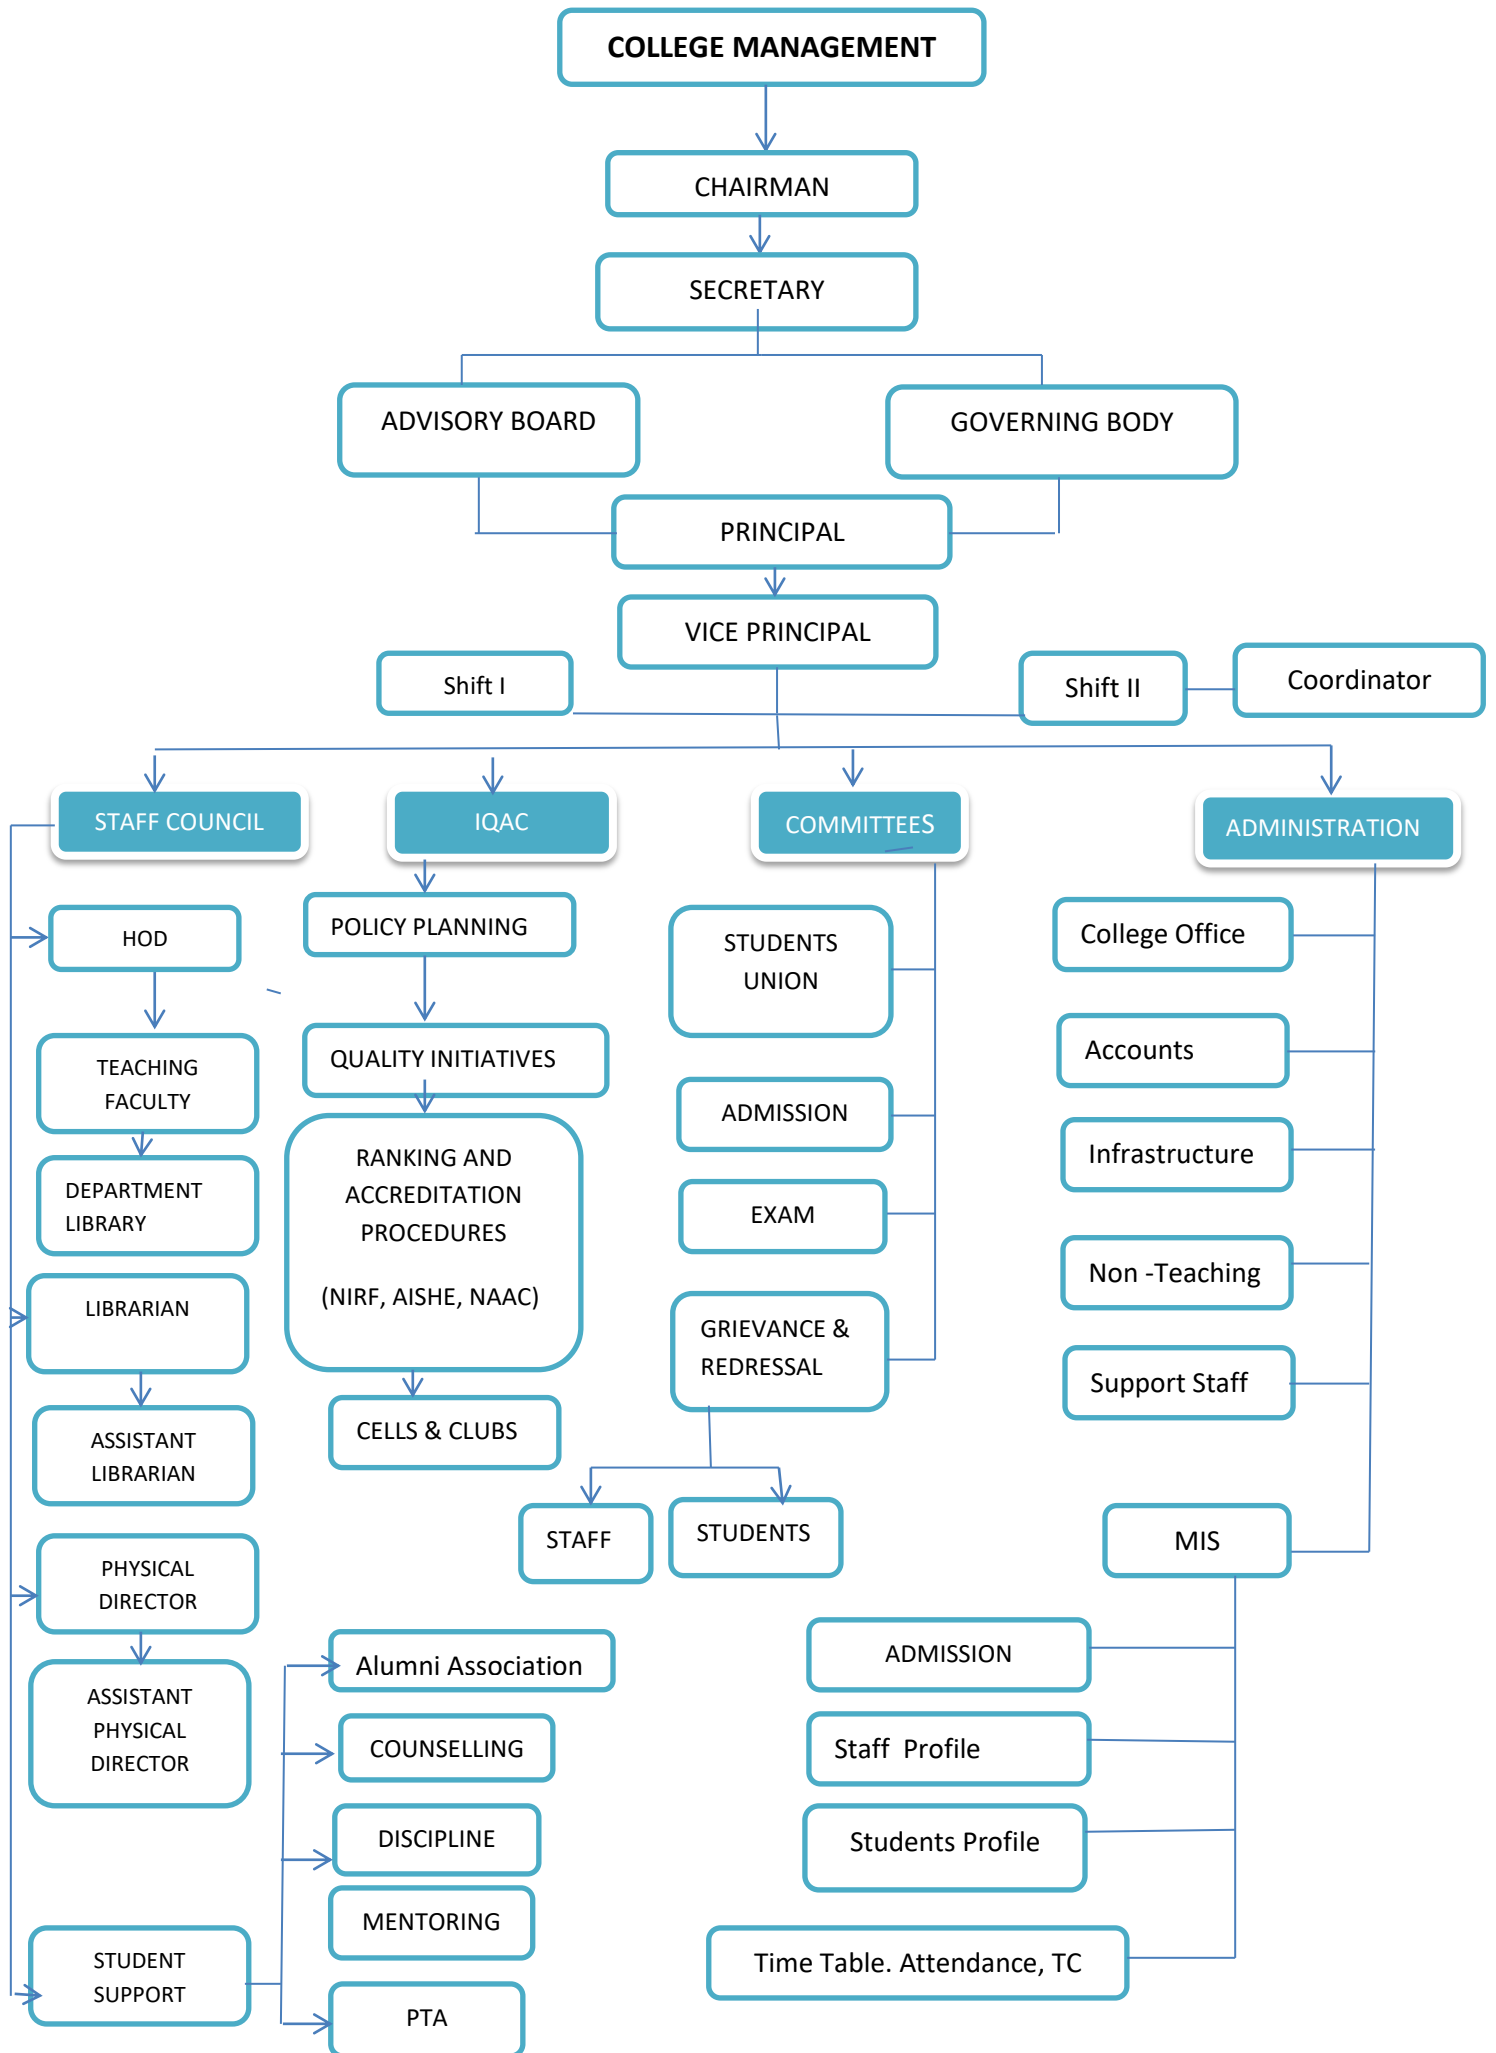 COLLEGE MANAGEMENT
CHAIRMAN
SECRETARY
ADVISORY BOARD
GOVERNING BODY
PRINCIPAL
VICE PRINCIPAL
Shift I
Shift II
Coordinator
STAFF COUNCIL
IQAC
COMMITTEES
ADMINISTRATION
HOD
TEACHING
FACULTY
DEPARTMENT
LIBRARY
LIBRARIAN
ASSISTANT
LIBRARIAN
PHYSICAL
DIRECTOR
ASSISTANT
PHYSICAL
DIRECTOR
STUDENT
SUPPORT
Alumni Association
COUNSELLING
DISCIPLINE
MENTORING
PTA
POLICY PLANNING
QUALITY INITIATIVES
RANKING AND
ACCREDITATION
PROCEDURES
(NIRF, AISHE, NAAC)
CELLS & CLUBS
STUDENTS
UNION
ADMISSION
EXAM
GRIEVANCE &
REDRESSAL
STAFF
STUDENTS
College Office
Accounts
Infrastructure
Non -Teaching
Support Staff
MIS
ADMISSION
Staff  Profile
Students Profile
Time Table. Attendance, TC